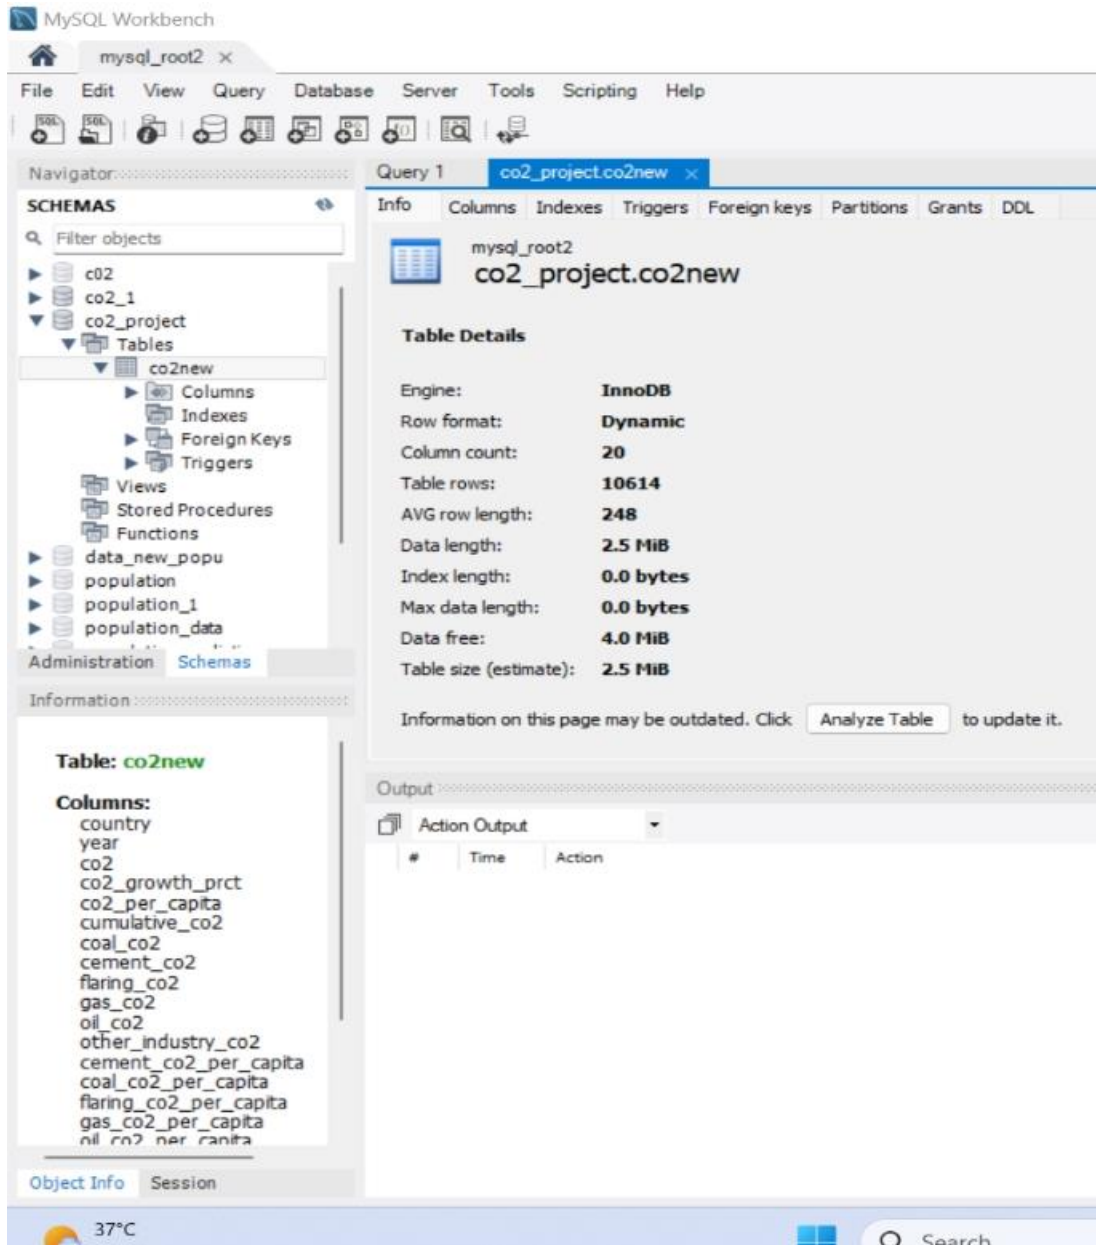 MySQL Workbench
mysql_root2 ×
File Edit View Query Database Server Tools Scripting Help
Navigator
SCHEMAS
Filter objects
c02
co2_1
co2_project
Tables
co2new
Columns
Indexes
Foreign Keys
Triggers
Views
Stored Procedures
Functions
data_new_popu
population
population_1
population_data
Administration Schemas
Information
Table: co2new
Columns:
country
year
co2
co2_growth_prct
co2_per_capita
cumulative_co2
coal_co2
cement_co2
flaring_co2
gas_co2
oil_co2
other_industry_co2
cement_co2_per_capita
coal_co2_per_capita
flaring_co2_per_capita
gas_co2_per_capita
oil_co2_per_capita
Object Info Session
Query 1 co2_project.co2new ×
Info Columns Indexes Triggers Foreign keys Partitions Grants DDL
mysql_root2
co2_project.co2new
Table Details
Engine: InnoDB
Row format: Dynamic
Column count: 20
Table rows: 10614
AVG row length: 248
Data length: 2.5 MiB
Index length: 0.0 bytes
Max data length: 0.0 bytes
Data free: 4.0 MiB
Table size (estimate): 2.5 MiB
Information on this page may be outdated. Click Analyze Table to update it.
Output
Action Output
# Time Action
37°C
Search